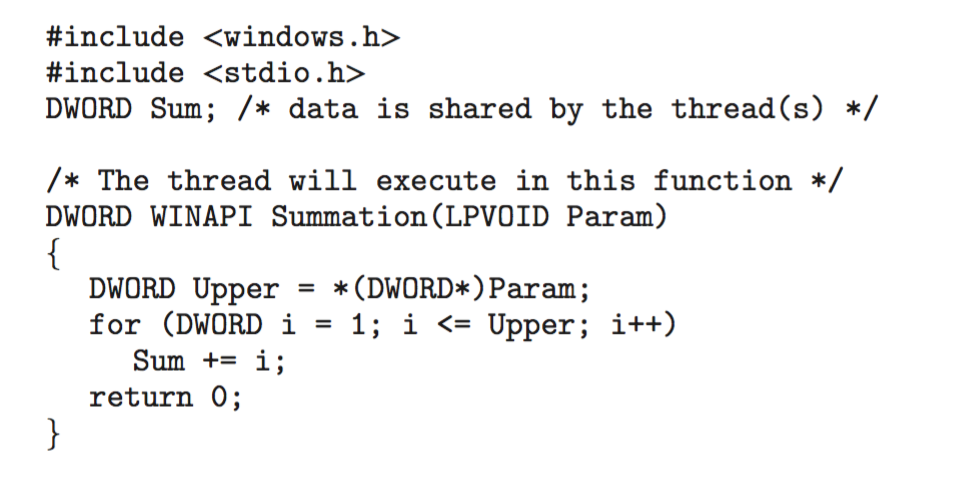 #include <windows.h>
#include <stdio.h>
DWORD Sum; /* data is shared by the thread(s) */
/* The thread will execute in this function */
DWORD WINAPI Summation(LPVOID Param)
{
DWORD Upper = *(DWORD*)Param;
for (DWORD i = 1; i <= Upper; i++)
Sum += i;
return 0;
}